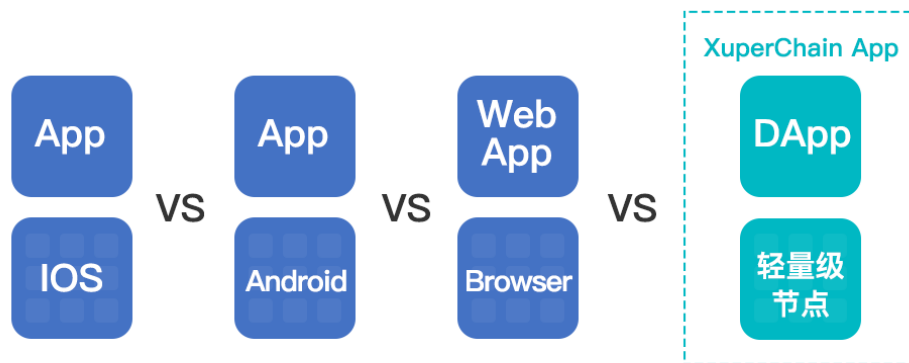 XuperChain App
App
VS
App
VS
Web
App
VS
DApp
IOS
Android
Browser
轻量级
节点